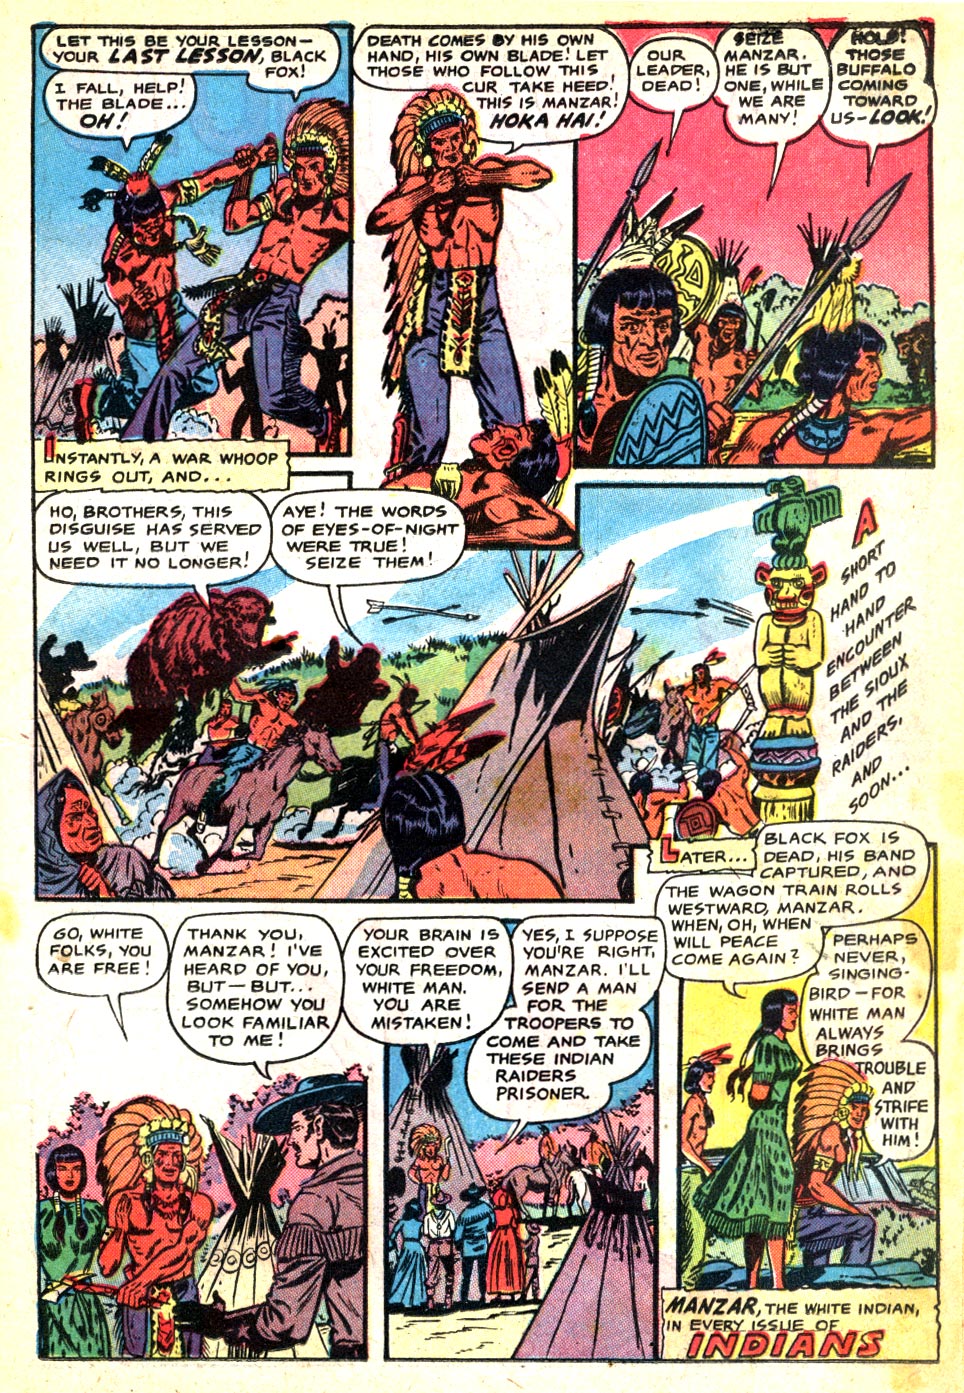 LET THIS BE YOUR LESSON—
YOUR LAST LESSON, BLACK
FOX!
I FALL, HELP!
THE BLADE...
OH!
DEATH COMES BY HIS OWN
HAND, HIS OWN BLADE! LET
THOSE WHO FOLLOW THIS
CUR TAKE HEED!
THIS IS MANZAR!
HOKA HAI!
OUR
LEADER,
DEAD!
SEIZE
MANZAR.
HE IS BUT
ONE, WHILE
WE ARE
MANY!
HOLD!
THOSE
BUFFALO
COMING
TOWARD
US-LOOK!
INSTANTLY, A WAR WHOOP
RINGS OUT, AND...
HO, BROTHERS, THIS
DISGUISE HAS SERVED
US WELL, BUT WE
NEED IT NO LONGER!
AYE! THE WORDS
OF EYES-OF-NIGHT
WERE TRUE!
SEIZE THEM!
A
SHORT
HAND TO
HAND
ENCOUNTER
BETWEEN
THE SIOUX
AND THE
RAIDERS,
AND
SOON...
GO, WHITE
FOLKS, YOU
ARE FREE!
THANK YOU,
MANZAR! I'VE
HEARD OF YOU,
BUT—BUT...
SOMEHOW YOU
LOOK FAMILIAR
TO ME!
YOUR BRAIN IS
EXCITED OVER
YOUR FREEDOM,
WHITE MAN.
YOU ARE
MISTAKEN!
YES, I SUPPOSE
YOU'RE RIGHT,
MANZAR. I'LL
SEND A MAN
FOR THE
TROOPERS TO
COME AND TAKE
THESE INDIAN
RAIDERS
PRISONER.
LATER...
BLACK FOX IS
DEAD, HIS BAND
CAPTURED, AND
THE WAGON TRAIN ROLLS
WESTWARD, MANZAR.
WHEN, OH, WHEN
WILL PEACE
COME AGAIN?
PERHAPS
NEVER,
SINGING-
BIRD—FOR
WHITE MAN
ALWAYS
BRINGS
TROUBLE
AND
STRIFE
WITH
HIM!
MANZAR, THE WHITE INDIAN,
IN EVERY ISSUE OF
INDIANS